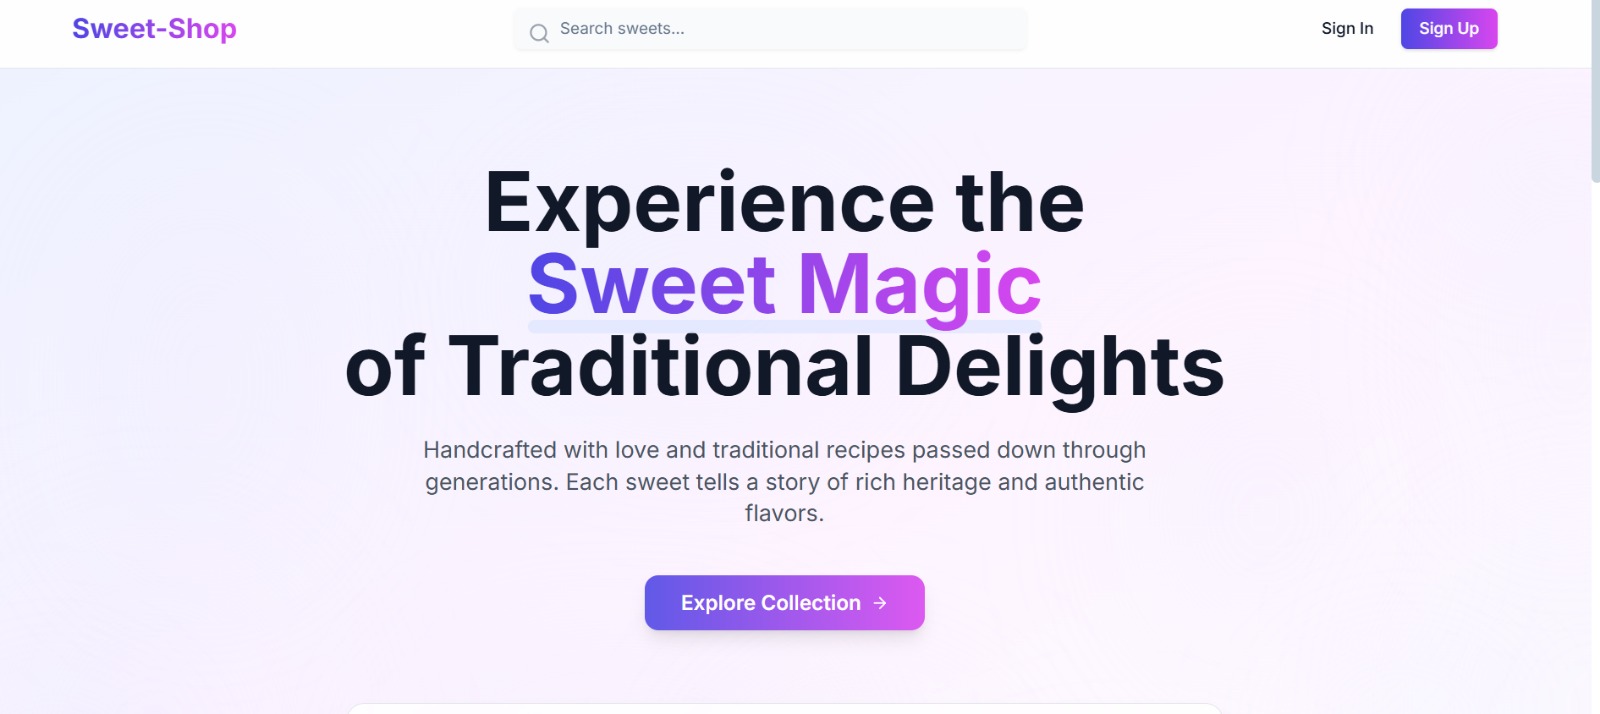 Sweet-Shop
Search sweets...
Sign In
Sign Up
Experience the
Sweet Magic
of Traditional Delights
Handcrafted with love and traditional recipes passed down through
generations. Each sweet tells a story of rich heritage and authentic
flavors.
Explore Collection →